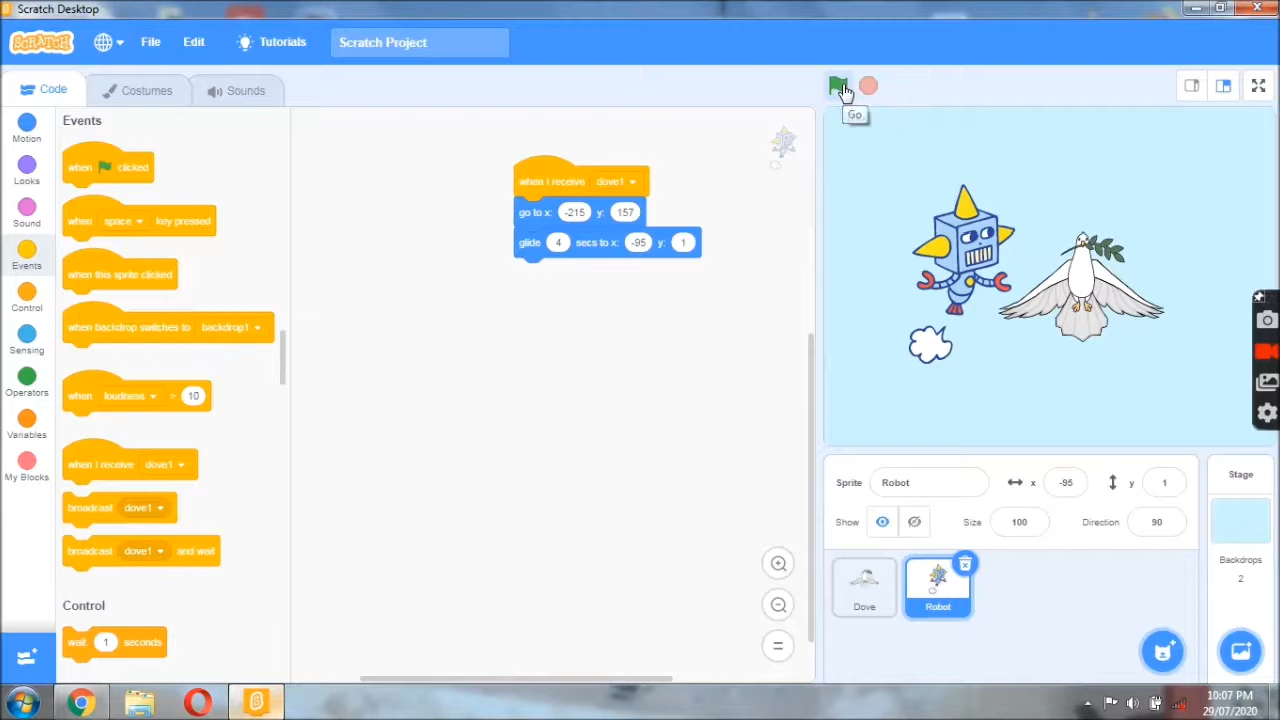 Scratch Desktop
SCRATCH
File
Edit
Tutorials
Scratch Project
Code
Costumes
Sounds
Go
Motion
Looks
Sound
Events
Control
Sensing
Operators
Variables
My Blocks
Events
when clicked
when space key pressed
when this sprite clicked
when backdrop switches to backdrop1
when loudness > 10
when I receive dove1
broadcast dove1
broadcast dove1 and wait
Control
wait 1 seconds
when I receive dove1
go to x: -215 y: 157
glide 4 secs to x: -95 y: 1
Sprite Robot x -95 y 1
Show Size 100 Direction 90
Dove
Robot
Stage
Backdrops
2
10:07 PM
29/07/2020